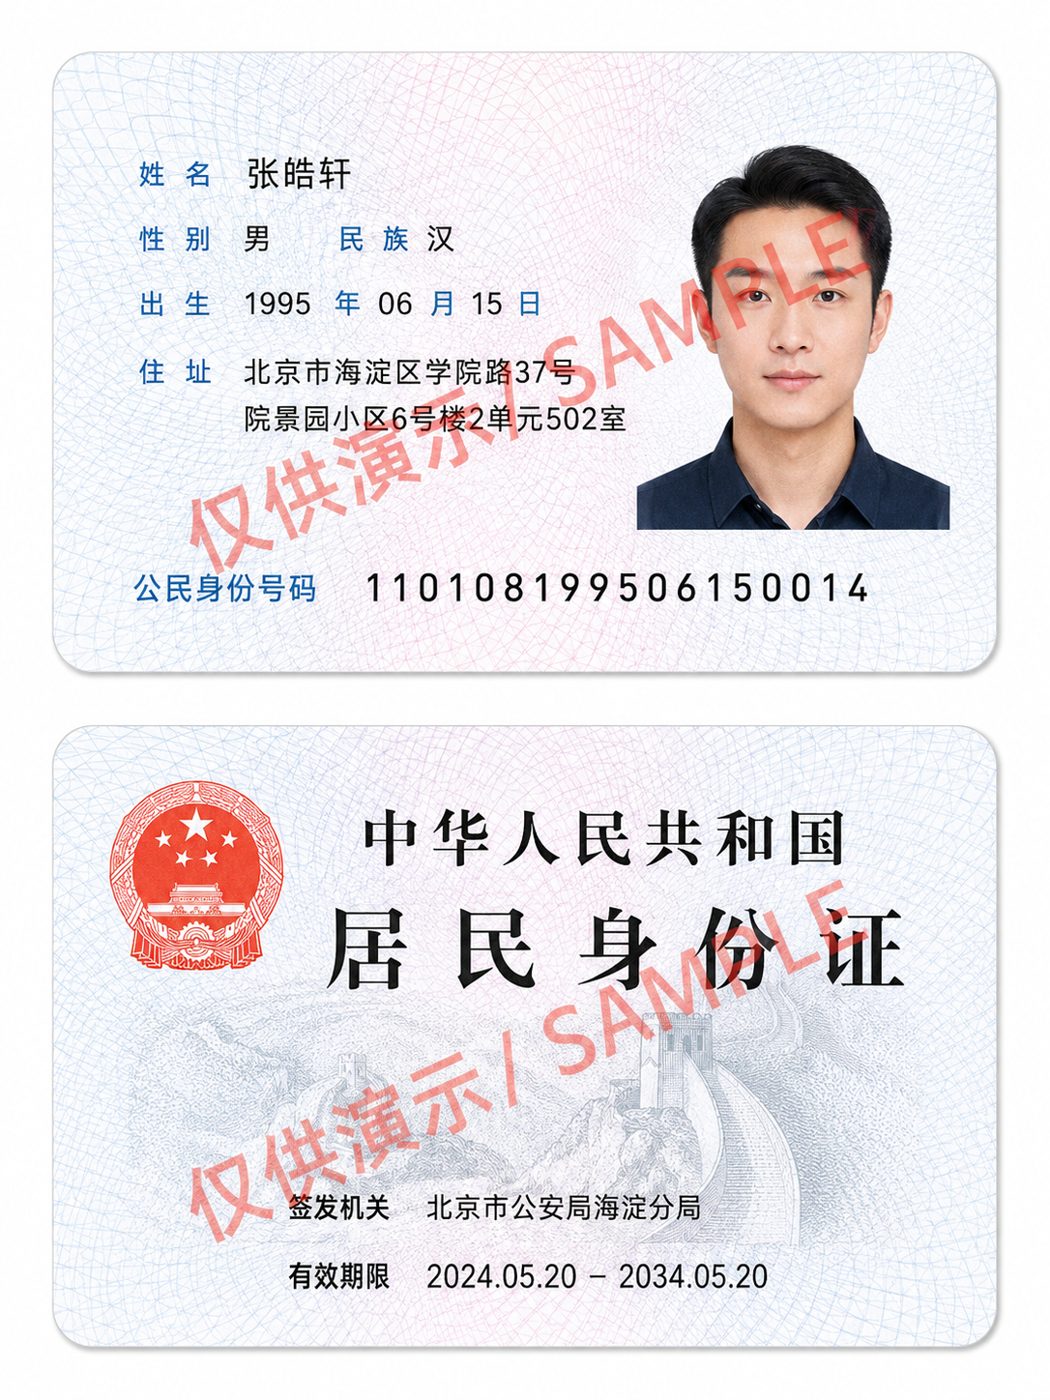 姓名 张皓轩
性别 男 民族 汉
出生 1995 年 06 月 15 日
住址 北京市海淀区学院路37号
院景园小区6号楼2单元502室
仅供演示 / SAMPLE
公民身份号码 110108199506150014
中华人民共和国
居民身份证
仅供演示 / SAMPLE
签发机关 北京市公安局海淀分局
有效期限 2024.05.20 – 2034.05.20